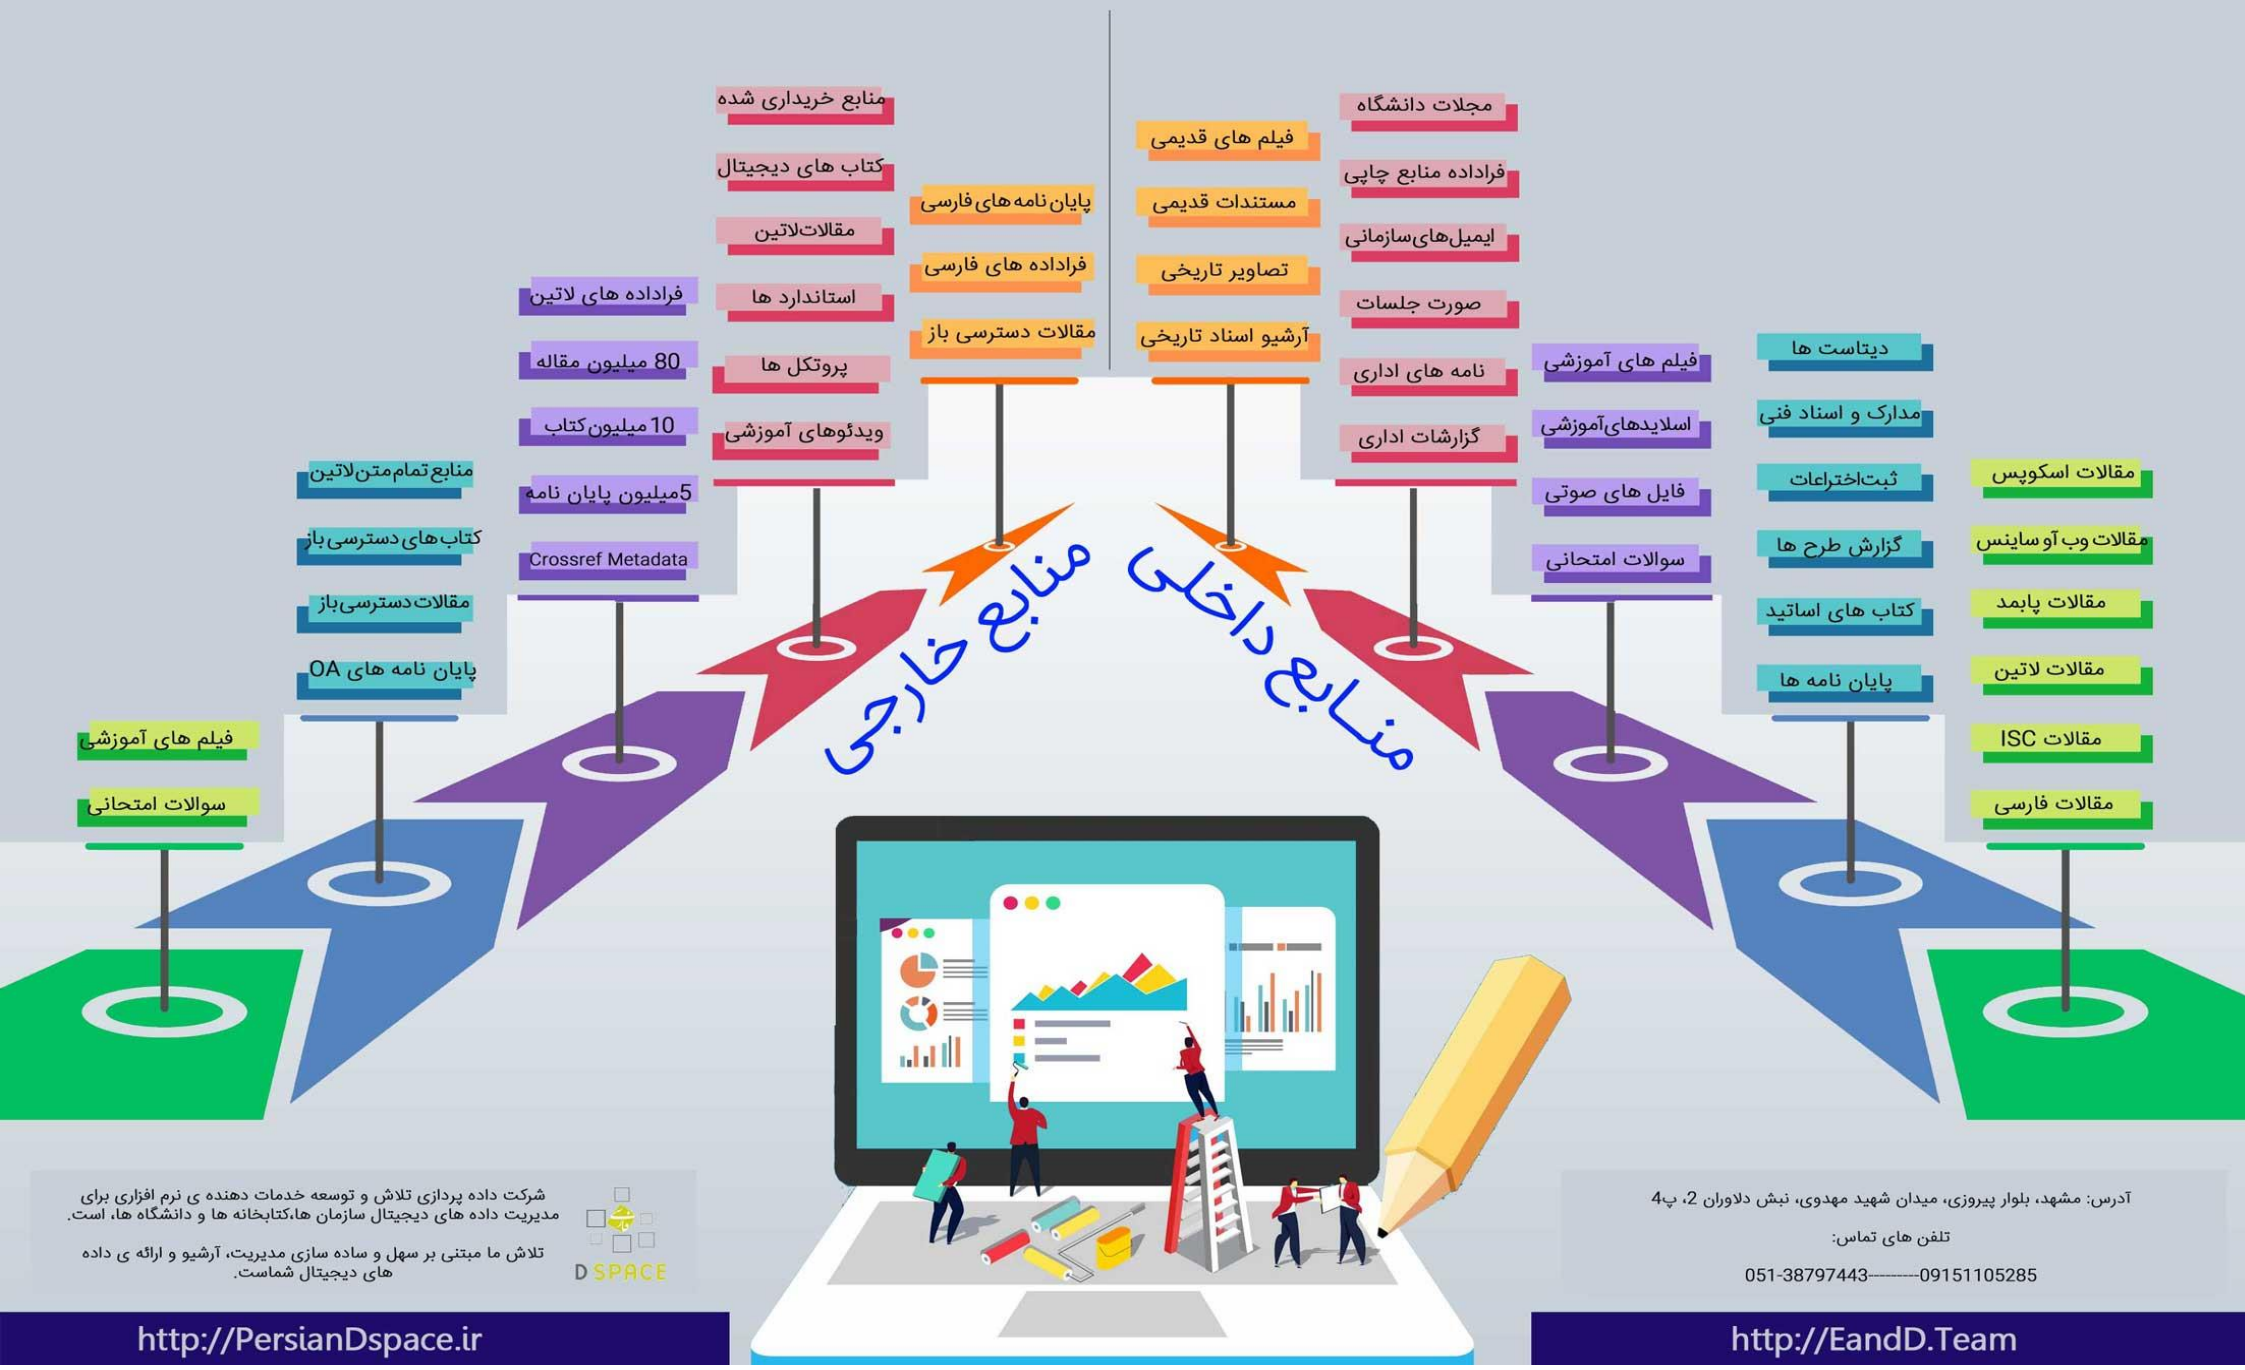 مجلات دانشگاه
فراداده منابع چاپی
ایمیل‌های‌سازمانی
صورت جلسات
نامه های اداری
گزارشات اداری
فیلم های قدیمی
مستندات قدیمی
تصاویر تاریخی
آرشیو اسناد تاریخی
فیلم های آموزشی
اسلایدهای‌آموزشی
فایل های صوتی
سوالات امتحانی
دیتاست ها
مدارک و اسناد فنی
ثبت‌اختراعات
گزارش طرح ها
کتاب های اساتید
پایان نامه ها
مقالات اسکوپس
مقالات وب آو ساینس
مقالات پابمد
مقالات لاتین
مقالات ISC
مقالات فارسی
منابع داخلی
پایان نامه های فارسی
فراداده های فارسی
مقالات دسترسی باز
منابع خریداری شده
کتاب های دیجیتال
مقالات‌لاتین
استاندارد ها
پروتکل ها
ویدئوهای آموزشی
فراداده های لاتین
80 میلیون مقاله
10 میلیون کتاب
5میلیون پایان نامه
Crossref Metadata
منابع تمام متن لاتین
کتاب های دسترسی باز
مقالات دسترسی باز
پایان نامه های OA
فیلم های آموزشی
سوالات امتحانی
منابع خارجی
آدرس: مشهد، بلوار پیروزی، میدان شهید مهدوی، نبش دلاوران 2، پ4
تلفن های تماس:
051-38797443---------09151105285
http://EandD.Team
شرکت داده پردازی تلاش و توسعه خدمات دهنده ی نرم افزاری برای
مدیریت داده های دیجیتال سازمان ها،کتابخانه ها و دانشگاه ها، است.
تلاش ما مبتنی بر سهل و ساده سازی مدیریت، آرشیو و ارائه ی داده
های دیجیتال شماست.
DSPACE
http://PersianDspace.ir